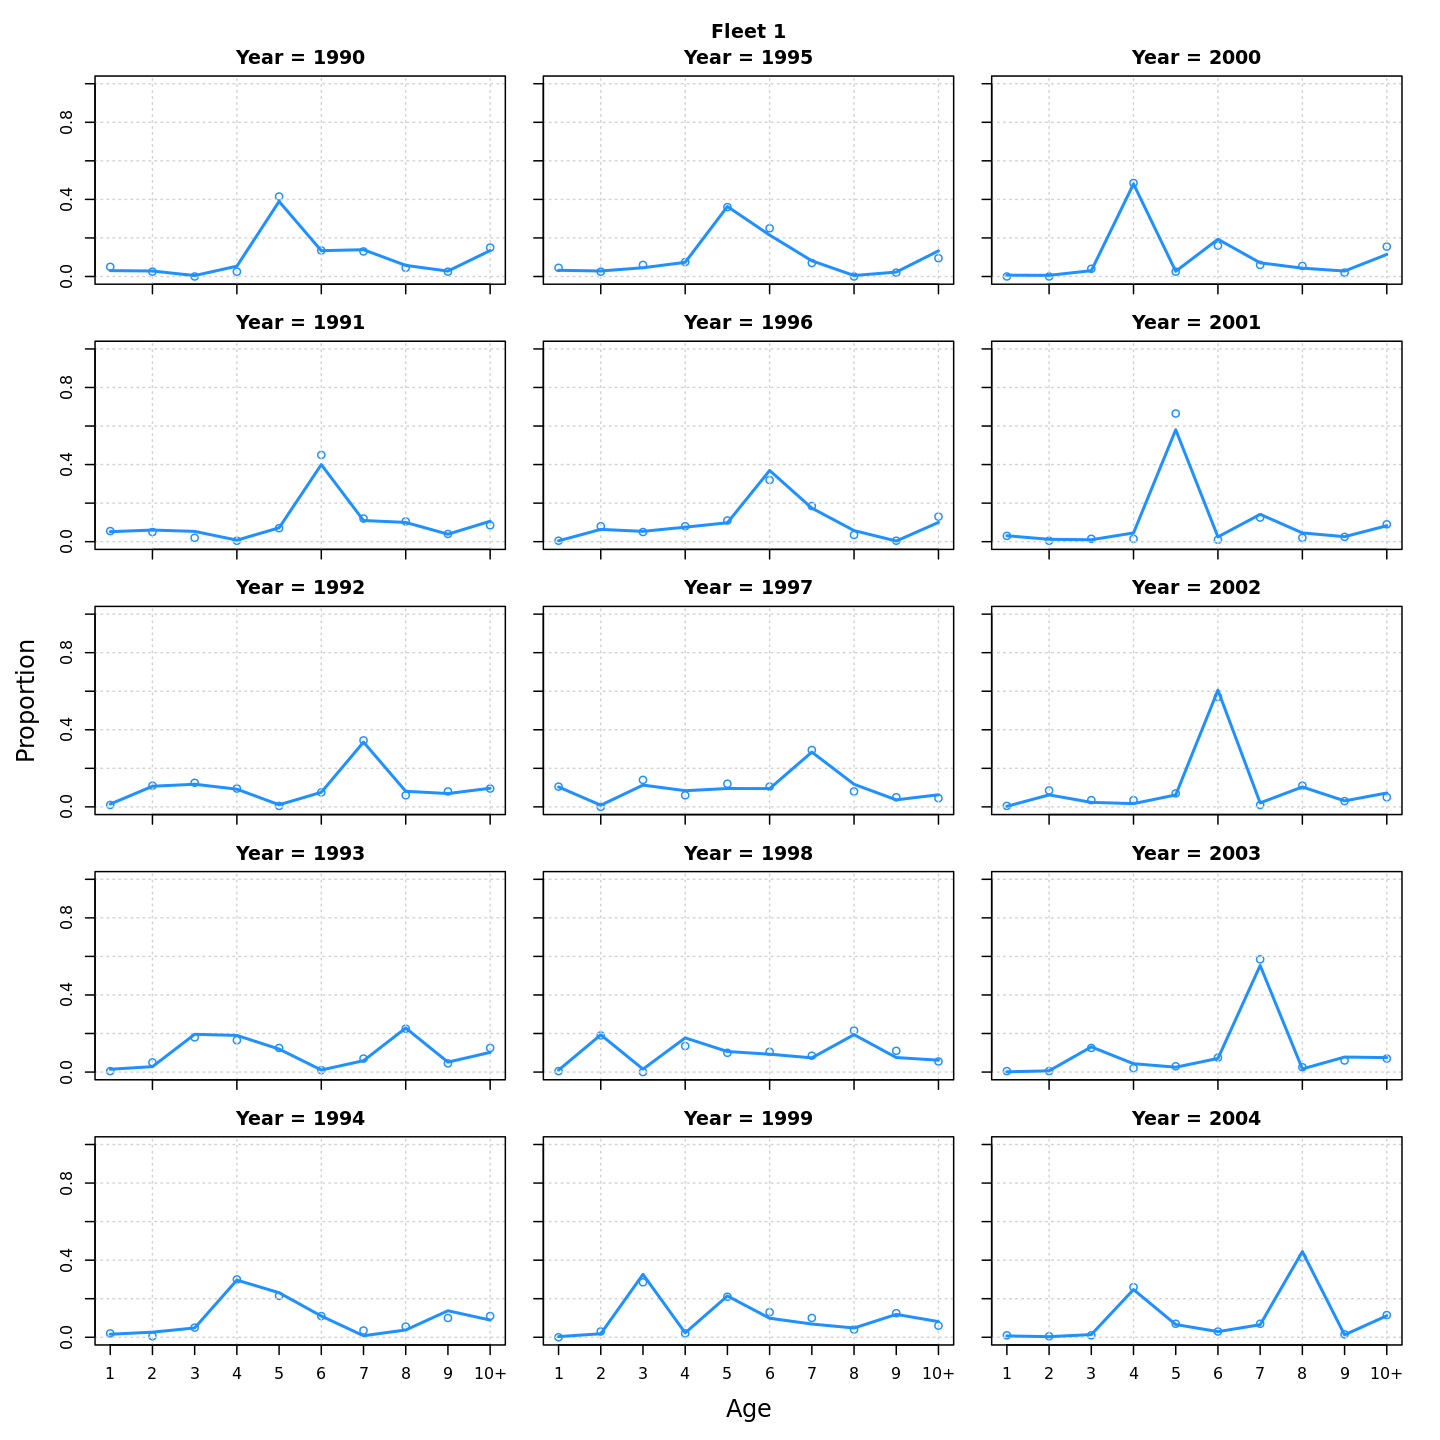 Fleet 1
Year = 1990 Year = 1995 Year = 2000
0.8
0.4
0.0
Year = 1991 Year = 1996 Year = 2001
0.8
0.4
0.0
Year = 1992 Year = 1997 Year = 2002
0.8
0.4
0.0
Proportion
Year = 1993 Year = 1998 Year = 2003
0.8
0.4
0.0
Year = 1994 Year = 1999 Year = 2004
0.8
0.4
0.0
1 2 3 4 5 6 7 8 9 10+ 1 2 3 4 5 6 7 8 9 10+ 1 2 3 4 5 6 7 8 9 10+
Age